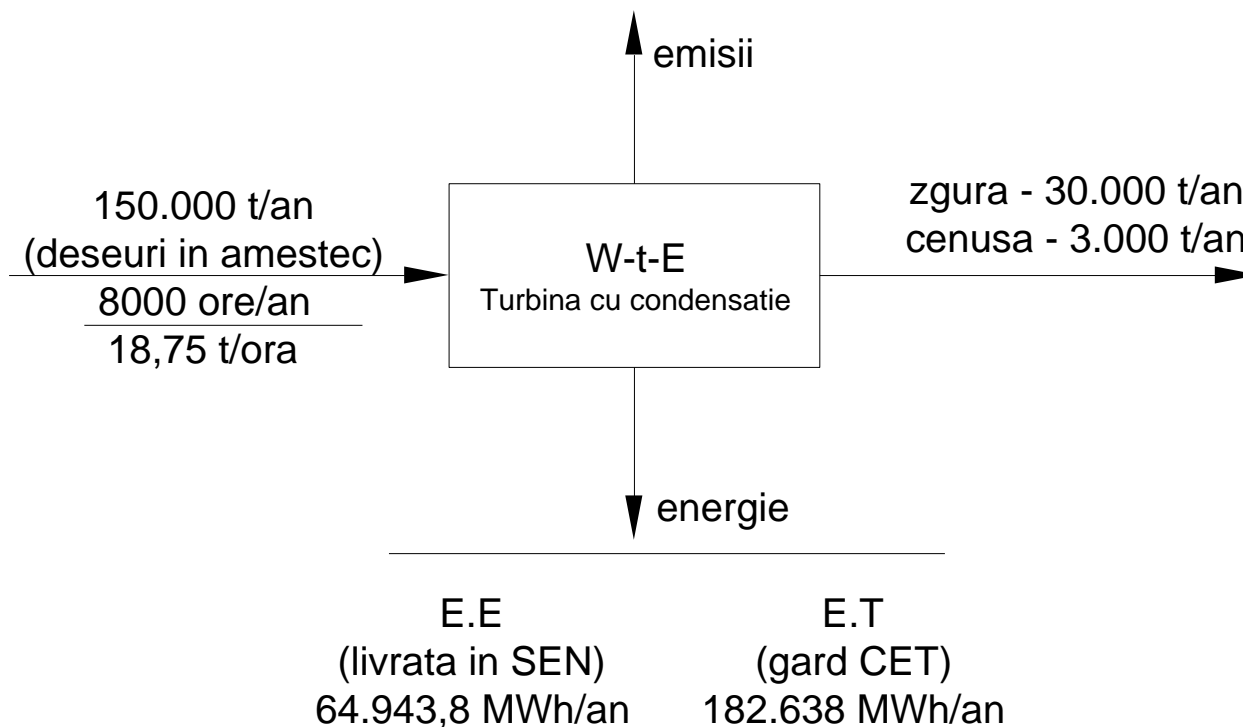 emisii
150.000 t/an
(deseuri in amestec)
8000 ore/an
18,75 t/ora
W-t-E
Turbina cu condensatie
zgura - 30.000 t/an
cenusa - 3.000 t/an
energie
E.E
(livrata in SEN)
64.943,8 MWh/an
E.T
(gard CET)
182.638 MWh/an